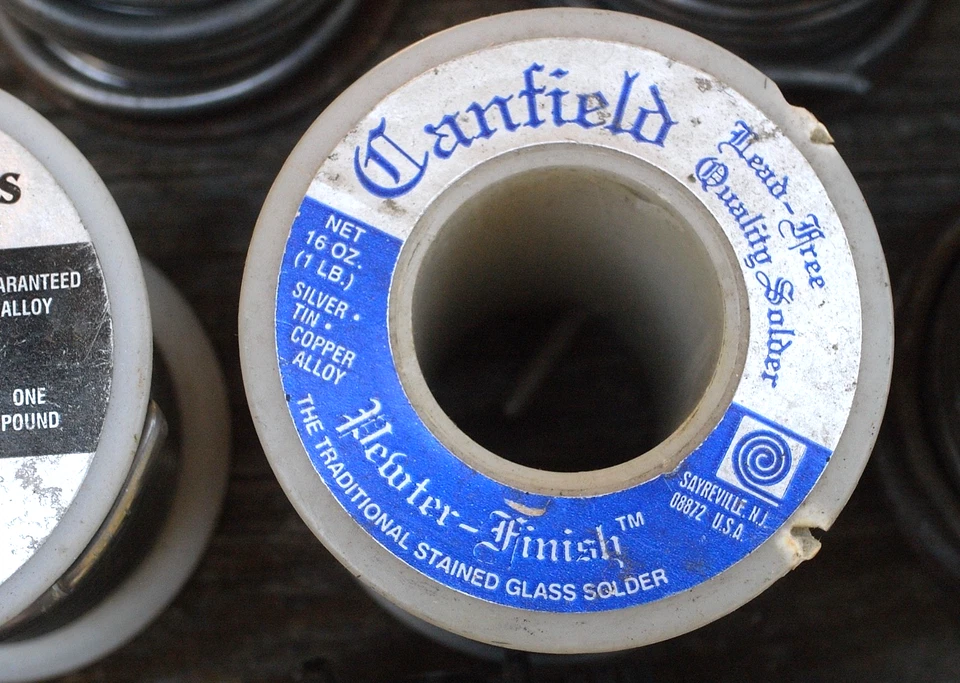 Canfield
Lead-Free
Quality Solder
NET
16 OZ.
(1 LB.)
SILVER •
TIN •
COPPER
ALLOY
Pewter-Finish™
THE TRADITIONAL STAINED GLASS SOLDER
SAYREVILLE, N.J.
08872 U.S.A.
s
ARANTEED
ALLOY
ONE
POUND